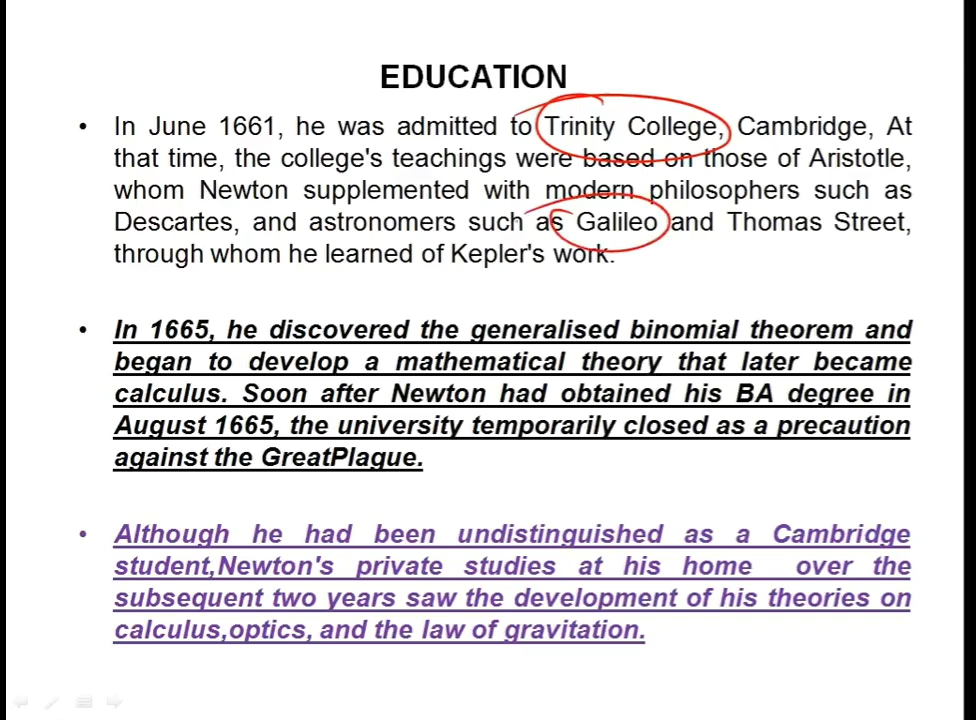 EDUCATION
• In June 1661, he was admitted to Trinity College, Cambridge, At
that time, the college's teachings were based on those of Aristotle,
whom Newton supplemented with modern philosophers such as
Descartes, and astronomers such as Galileo and Thomas Street,
through whom he learned of Kepler's work.
• In 1665, he discovered the generalised binomial theorem and
began to develop a mathematical theory that later became
calculus. Soon after Newton had obtained his BA degree in
August 1665, the university temporarily closed as a precaution
against the GreatPlague.
• Although he had been undistinguished as a Cambridge
student,Newton's private studies at his home over the
subsequent two years saw the development of his theories on
calculus,optics, and the law of gravitation.